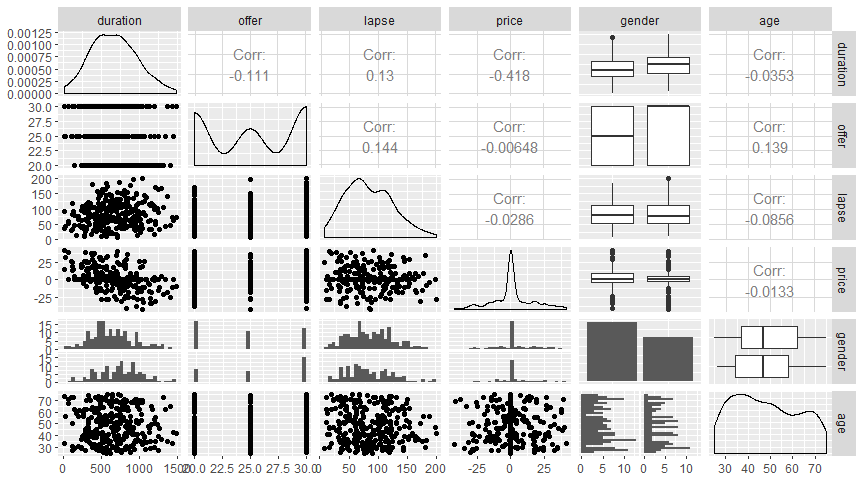 duration offer lapse price gender age
0.00125
0.00100
0.00075
0.00050
0.00025
0.00000
Corr:
-0.111
Corr:
0.13
Corr:
-0.418
Corr:
-0.0353
duration
30.0
27.5
25.0
22.5
20.0
Corr:
0.144
Corr:
-0.00648
Corr:
0.139
offer
200
150
100
50
0
Corr:
-0.0286
Corr:
-0.0856
lapse
25
0
-25
Corr:
-0.0133
price
15
10
5
0
15
10
5
0
gender
70
60
50
40
30
age
0 500 1000 1500
20.0 22.5 25.0 27.5 30.0
0 50 100 150 200
-25 0 25
0 5 10 0 5 10
30 40 50 60 70